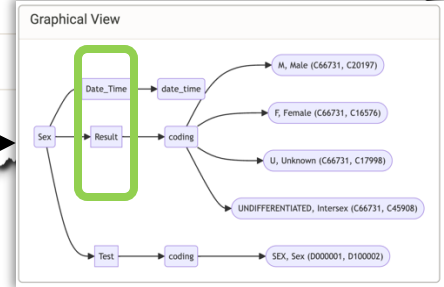 Graphical View
M, Male (C66731, C20197)
Date_Time
date_time
F, Female (C66731, C16576)
Sex
Result
coding
U, Unknown (C66731, C17998)
UNDIFFERENTIATED, Intersex (C66731, C45908)
Test
coding
SEX, Sex (D000001, D100002)